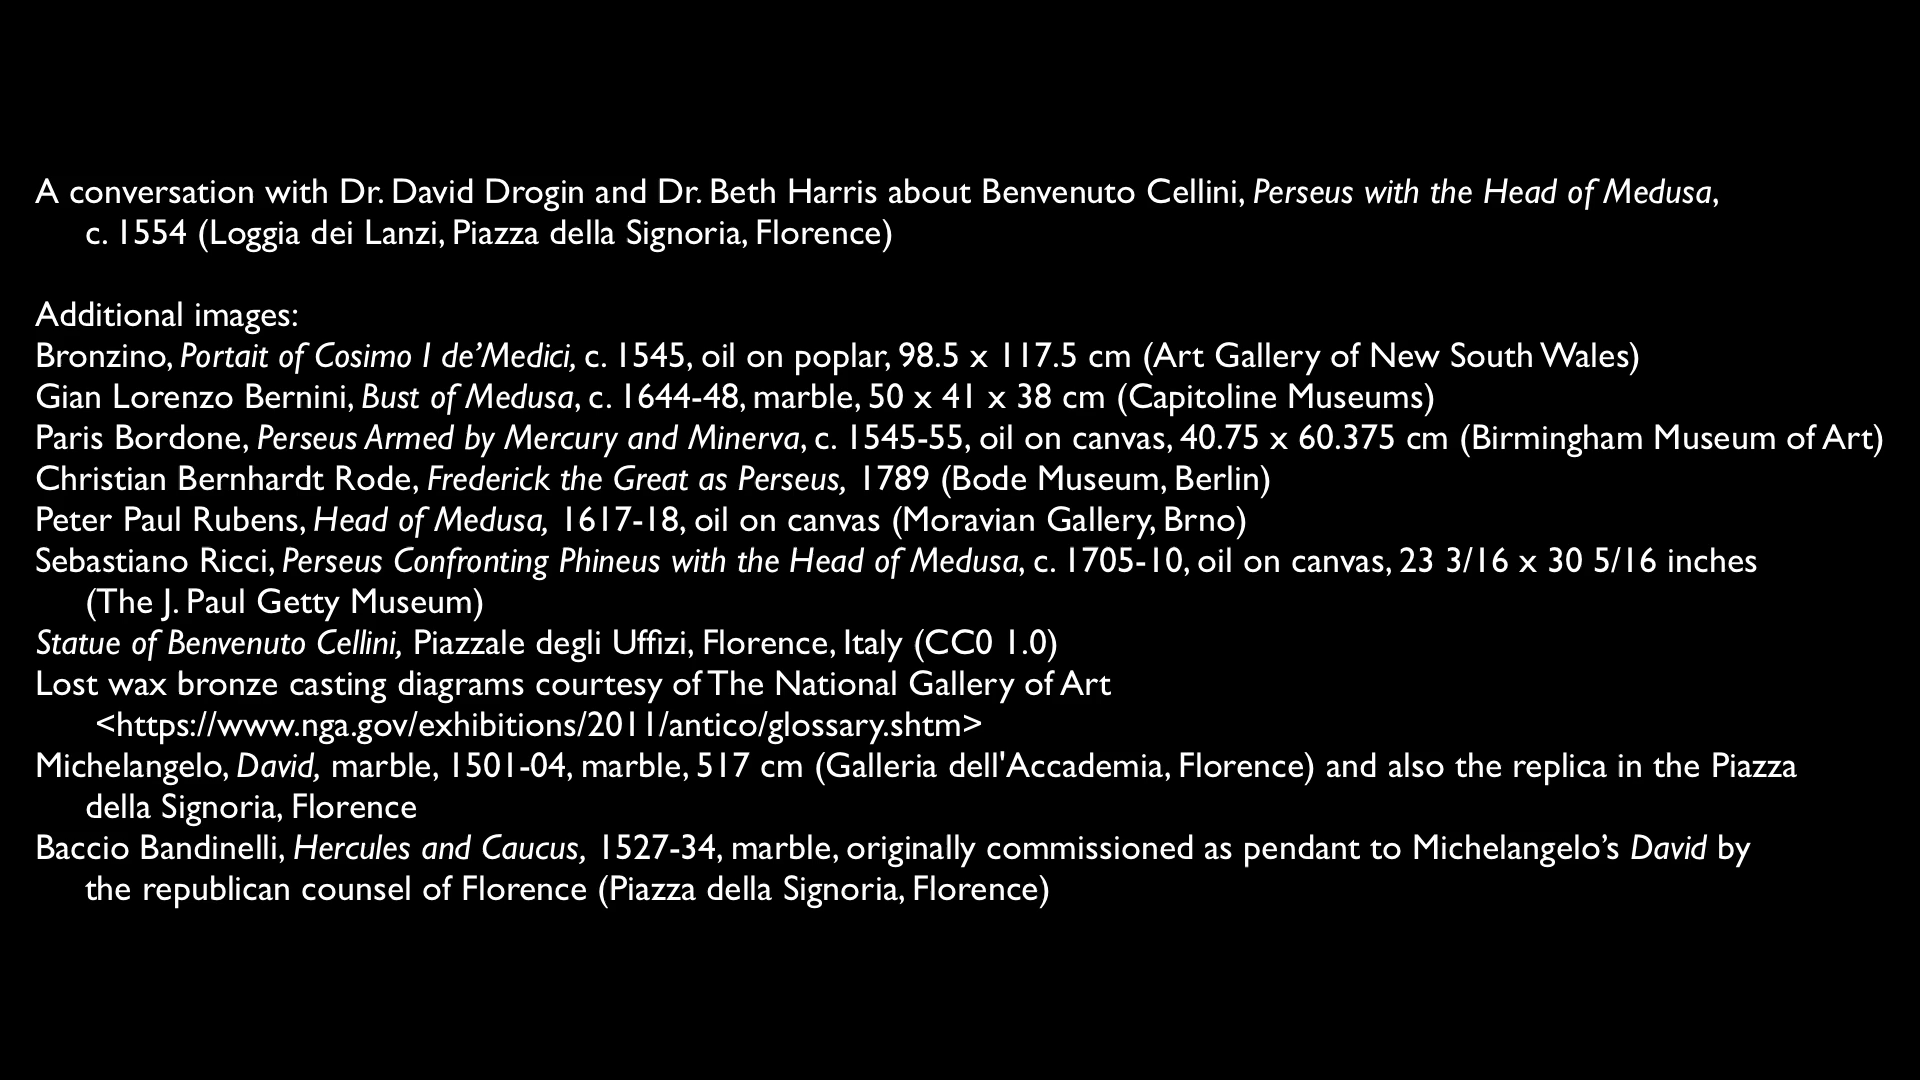 A conversation with Dr. David Drogin and Dr. Beth Harris about Benvenuto Cellini, Perseus with the Head of Medusa,
c. 1554 (Loggia dei Lanzi, Piazza della Signoria, Florence)
Additional images:
Bronzino, Portait of Cosimo I de’Medici, c. 1545, oil on poplar, 98.5 x 117.5 cm (Art Gallery of New South Wales)
Gian Lorenzo Bernini, Bust of Medusa, c. 1644-48, marble, 50 x 41 x 38 cm (Capitoline Museums)
Paris Bordone, Perseus Armed by Mercury and Minerva, c. 1545-55, oil on canvas, 40.75 x 60.375 cm (Birmingham Museum of Art)
Christian Bernhardt Rode, Frederick the Great as Perseus, 1789 (Bode Museum, Berlin)
Peter Paul Rubens, Head of Medusa, 1617-18, oil on canvas (Moravian Gallery, Brno)
Sebastiano Ricci, Perseus Confronting Phineus with the Head of Medusa, c. 1705-10, oil on canvas, 23 3/16 x 30 5/16 inches
(The J. Paul Getty Museum)
Statue of Benvenuto Cellini, Piazzale degli Uffizi, Florence, Italy (CC0 1.0)
Lost wax bronze casting diagrams courtesy of The National Gallery of Art
<https://www.nga.gov/exhibitions/2011/antico/glossary.shtm>
Michelangelo, David, marble, 1501-04, marble, 517 cm (Galleria dell'Accademia, Florence) and also the replica in the Piazza
della Signoria, Florence
Baccio Bandinelli, Hercules and Caucus, 1527-34, marble, originally commissioned as pendant to Michelangelo’s David by
the republican counsel of Florence (Piazza della Signoria, Florence)